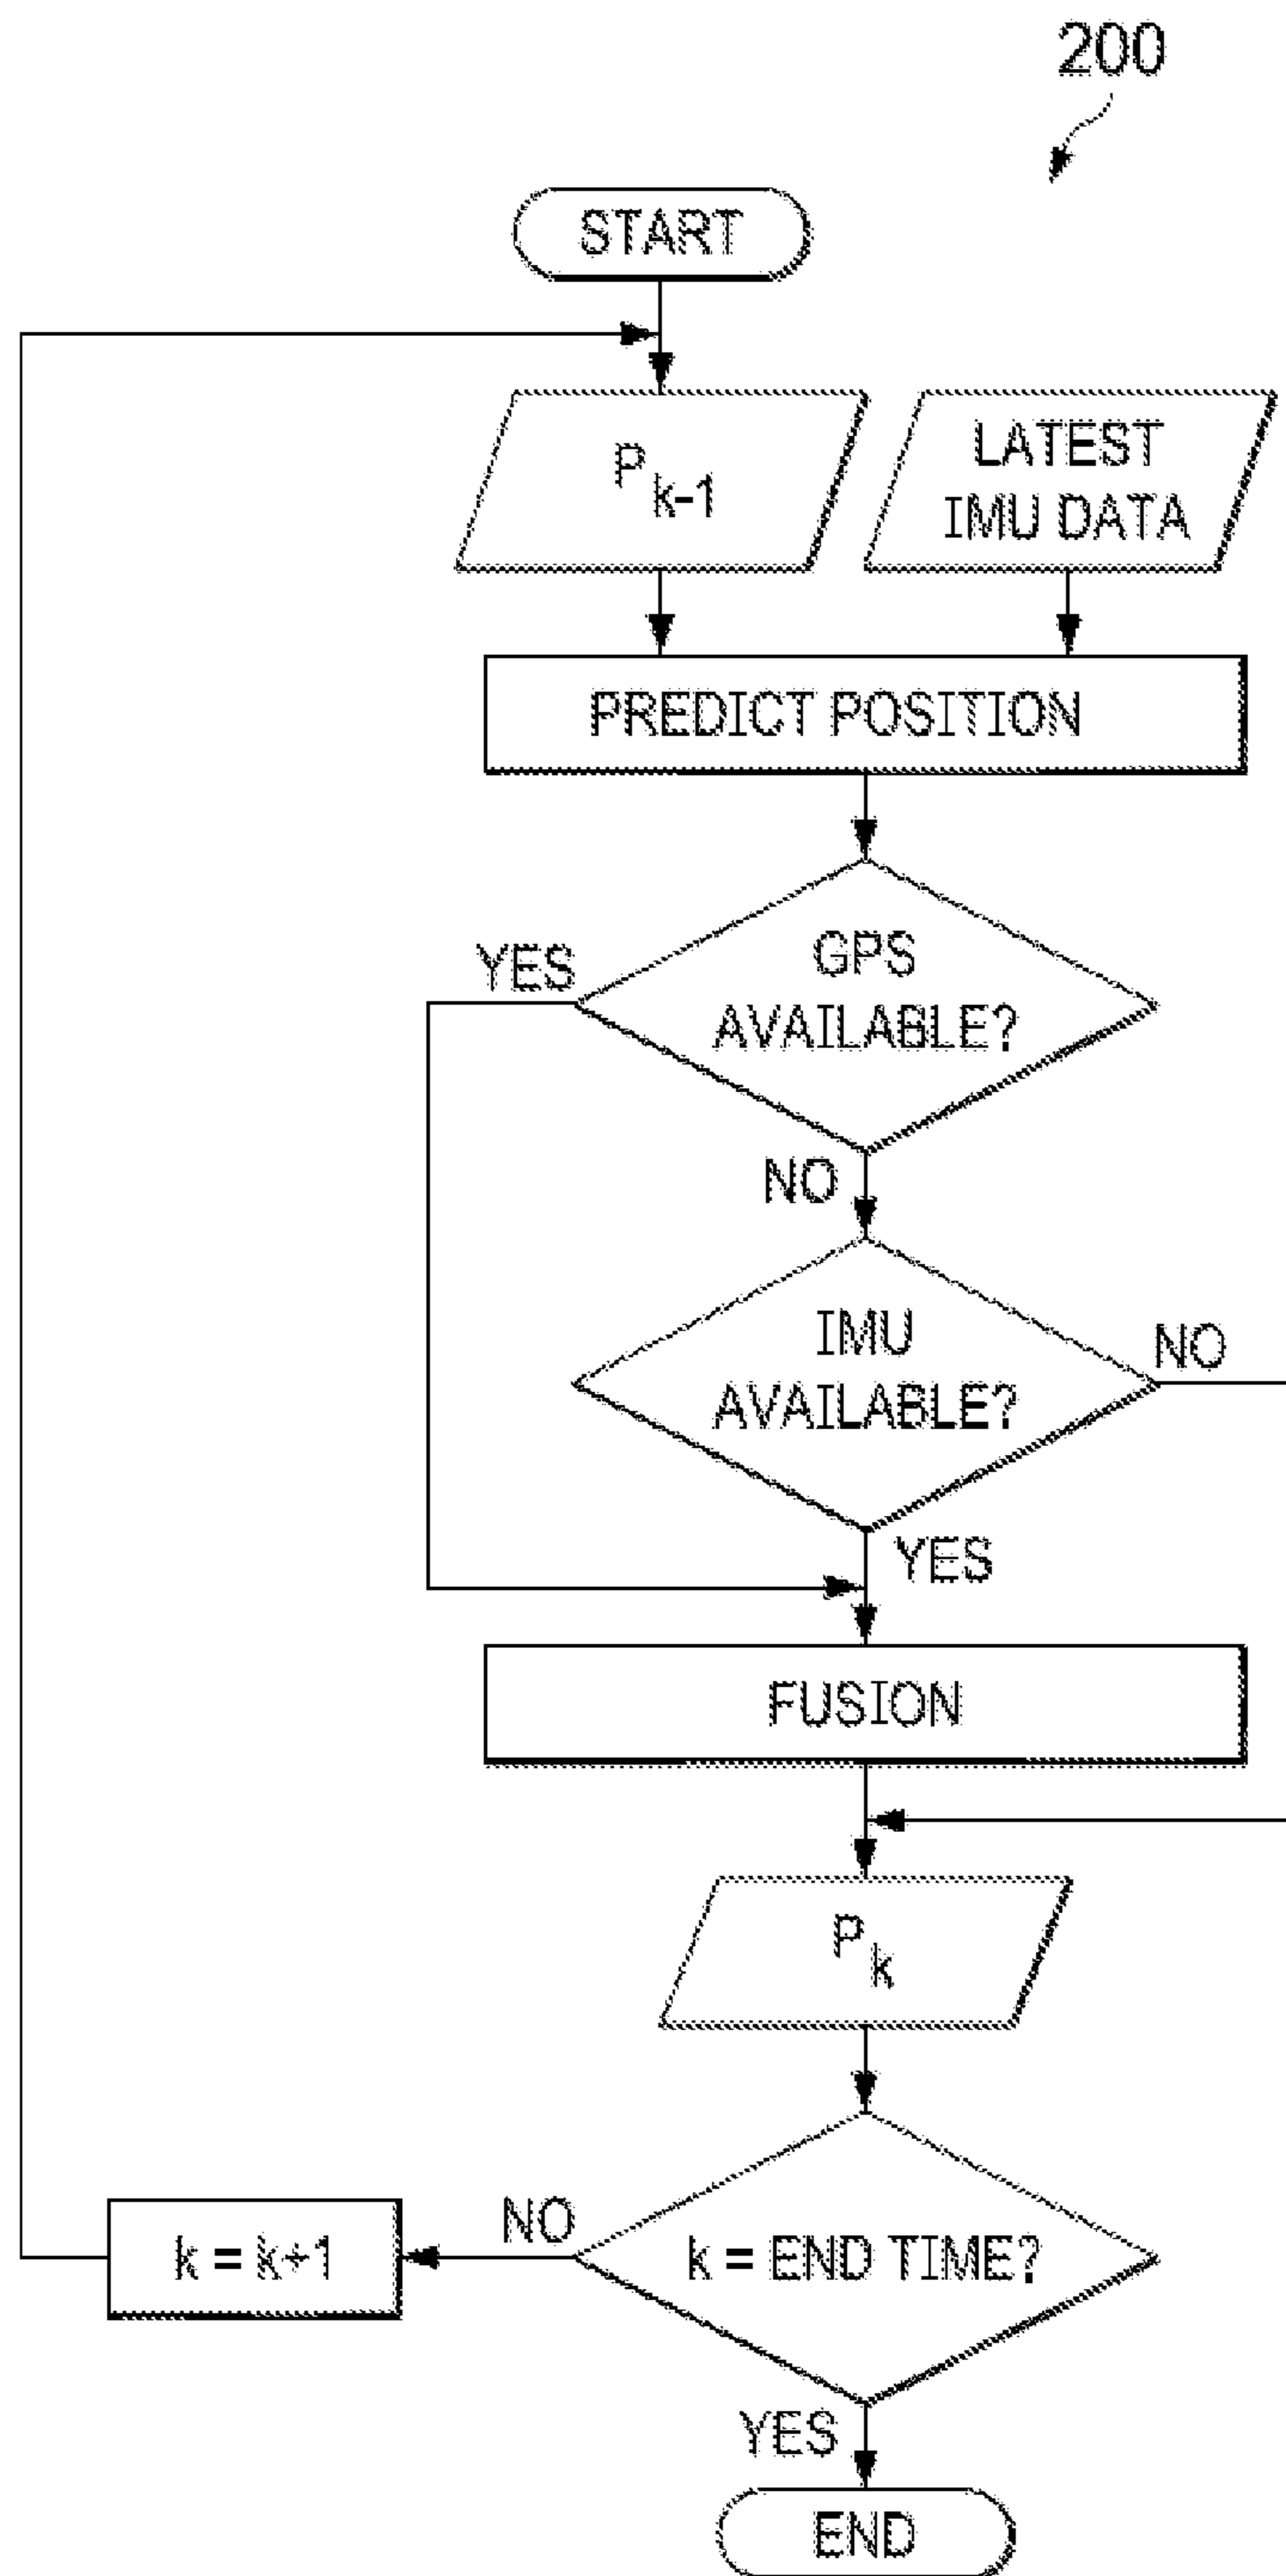 200
START
P k-1
LATEST
IMU DATA
PREDICT POSITION
GPS
AVAILABLE?
YES
NO
IMU
AVAILABLE?
NO
YES
FUSION
P k
k = END TIME?
NO
k = k+1
YES
END